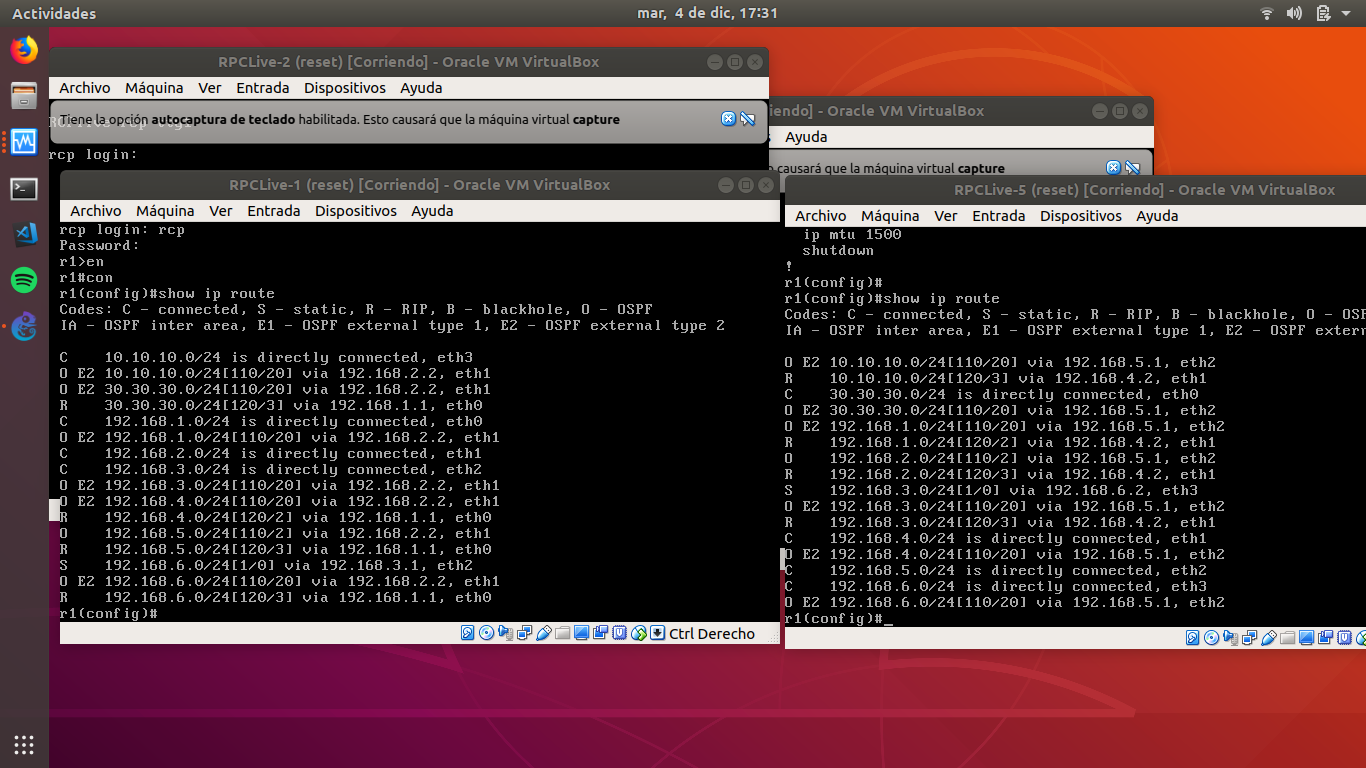 Actividades
mar, 4 de dic, 17:31
RPCLive-2 (reset) [Corriendo] - Oracle VM VirtualBox
Archivo Máquina Ver Entrada Dispositivos Ayuda
Tiene la opción autocaptura de teclado habilitada. Esto causará que la máquina virtual capture
rcp login:
iendo] - Oracle VM VirtualBox
Ayuda
o causará que la máquina virtual capture
RPCLive-1 (reset) [Corriendo] - Oracle VM VirtualBox
Archivo Máquina Ver Entrada Dispositivos Ayuda
rcp login: rcp
Password:
r1>en
r1#con
r1(config)#show ip route
Codes: C - connected, S - static, R - RIP, B - blackhole, O - OSPF
IA - OSPF inter area, E1 - OSPF external type 1, E2 - OSPF external type 2
C    10.10.10.0/24 is directly connected, eth3
O E2 10.10.10.0/24[110/20] via 192.168.2.2, eth1
O E2 30.30.30.0/24[110/20] via 192.168.2.2, eth1
R    30.30.30.0/24[120/3] via 192.168.1.1, eth0
C    192.168.1.0/24 is directly connected, eth0
O E2 192.168.1.0/24[110/20] via 192.168.2.2, eth1
C    192.168.2.0/24 is directly connected, eth1
C    192.168.3.0/24 is directly connected, eth2
O E2 192.168.3.0/24[110/20] via 192.168.2.2, eth1
O E2 192.168.4.0/24[110/20] via 192.168.2.2, eth1
R    192.168.4.0/24[120/2] via 192.168.1.1, eth0
O    192.168.5.0/24[110/2] via 192.168.2.2, eth1
R    192.168.5.0/24[120/3] via 192.168.1.1, eth0
S    192.168.6.0/24[1/0] via 192.168.3.1, eth2
O E2 192.168.6.0/24[110/20] via 192.168.2.2, eth1
R    192.168.6.0/24[120/3] via 192.168.1.1, eth0
r1(config)#
Ctrl Derecho
RPCLive-5 (reset) [Corriendo] - Oracle VM VirtualBox
Archivo Máquina Ver Entrada Dispositivos Ayuda
ip mtu 1500
shutdown
!
r1(config)#
r1(config)#show ip route
Codes: C - connected, S - static, R - RIP, B - blackhole, O - OSP
IA - OSPF inter area, E1 - OSPF external type 1, E2 - OSPF extern
O E2 10.10.10.0/24[110/20] via 192.168.5.1, eth2
R    10.10.10.0/24[120/3] via 192.168.4.2, eth1
C    30.30.30.0/24 is directly connected, eth0
O E2 30.30.30.0/24[110/20] via 192.168.5.1, eth2
O E2 192.168.1.0/24[110/20] via 192.168.5.1, eth2
R    192.168.1.0/24[120/2] via 192.168.4.2, eth1
O    192.168.2.0/24[110/2] via 192.168.5.1, eth2
R    192.168.2.0/24[120/3] via 192.168.4.2, eth1
S    192.168.3.0/24[1/0] via 192.168.6.2, eth3
O E2 192.168.3.0/24[110/20] via 192.168.5.1, eth2
R    192.168.3.0/24[120/3] via 192.168.4.2, eth1
C    192.168.4.0/24 is directly connected, eth1
O E2 192.168.4.0/24[110/20] via 192.168.5.1, eth2
C    192.168.5.0/24 is directly connected, eth2
C    192.168.6.0/24 is directly connected, eth3
O E2 192.168.6.0/24[110/20] via 192.168.5.1, eth2
r1(config)#_